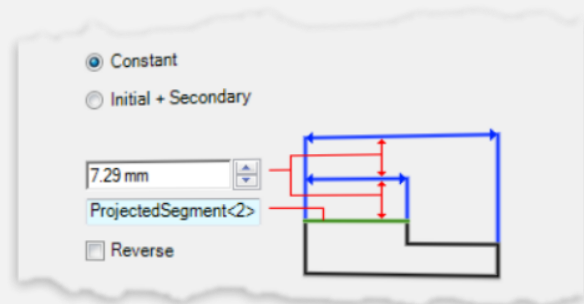 Constant
Initial + Secondary
7.29 mm
ProjectedSegment<2>
Reverse